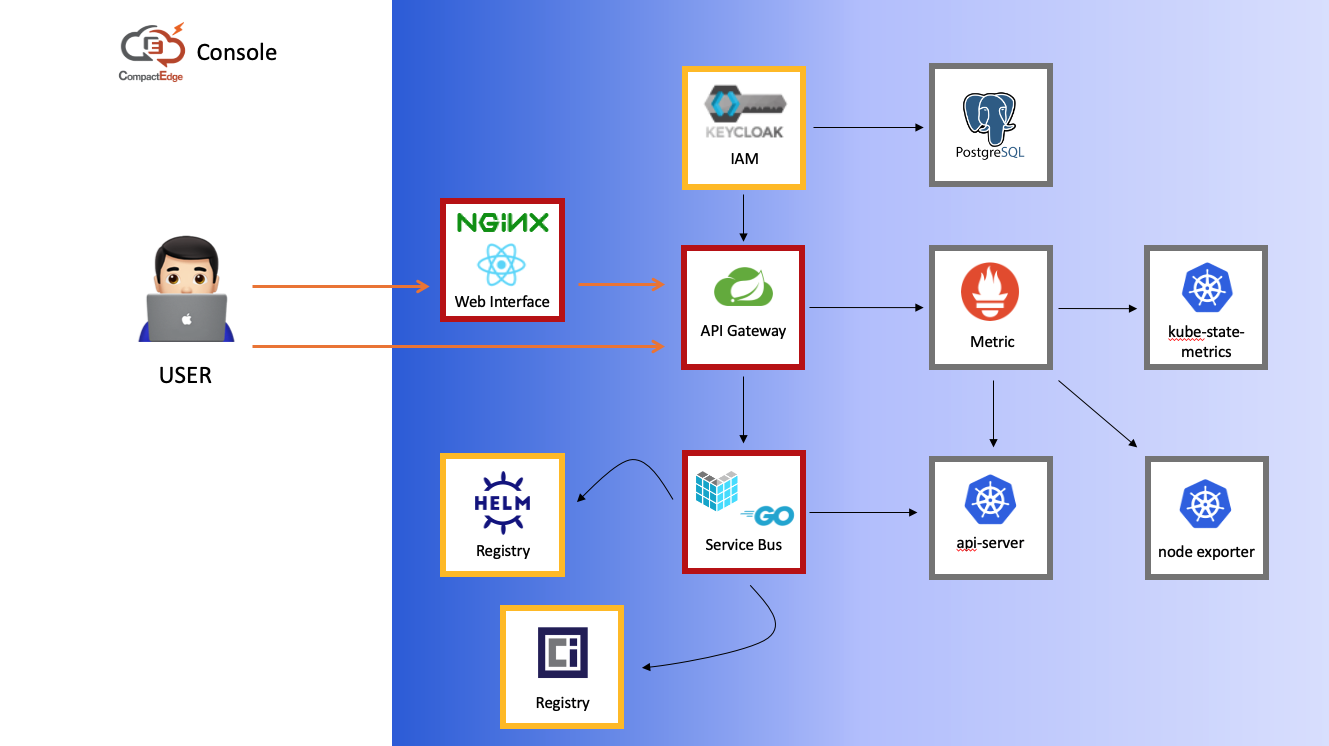 Console
CompactEdge
KEYCLOAK
IAM
PostgreSQL
NGINX
Web Interface
USER
API Gateway
Metric
kube-state-
metrics
HELM
Registry
GO
Service Bus
api-server
node exporter
Ci
Registry